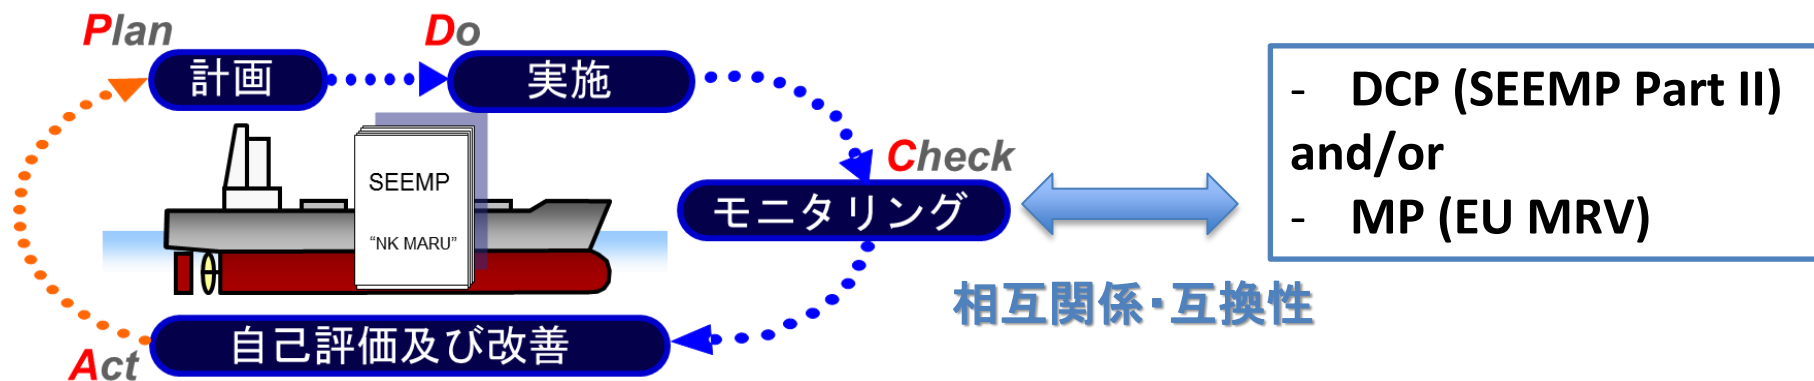 Plan
計画
Do
実施
Check
モニタリング
Act
自己評価及び改善
SEEMP
“NK MARU”
相互関係・互換性
- DCP (SEEMP Part II)
and/or
- MP (EU MRV)